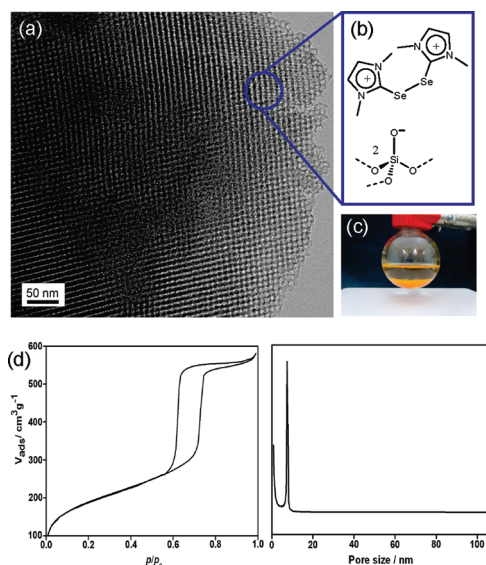 (a)
50 nm
(b)
N
N
+
N
N
+
Se
Se
2
O
Si
O
O
O
(c)
(d)
Vads/ cm³g⁻¹
600
500
400
300
200
100
0.0 0.2 0.4 0.6 0.8 1.0
p/pₒ
0 20 40 60 80 100
Pore size / nm